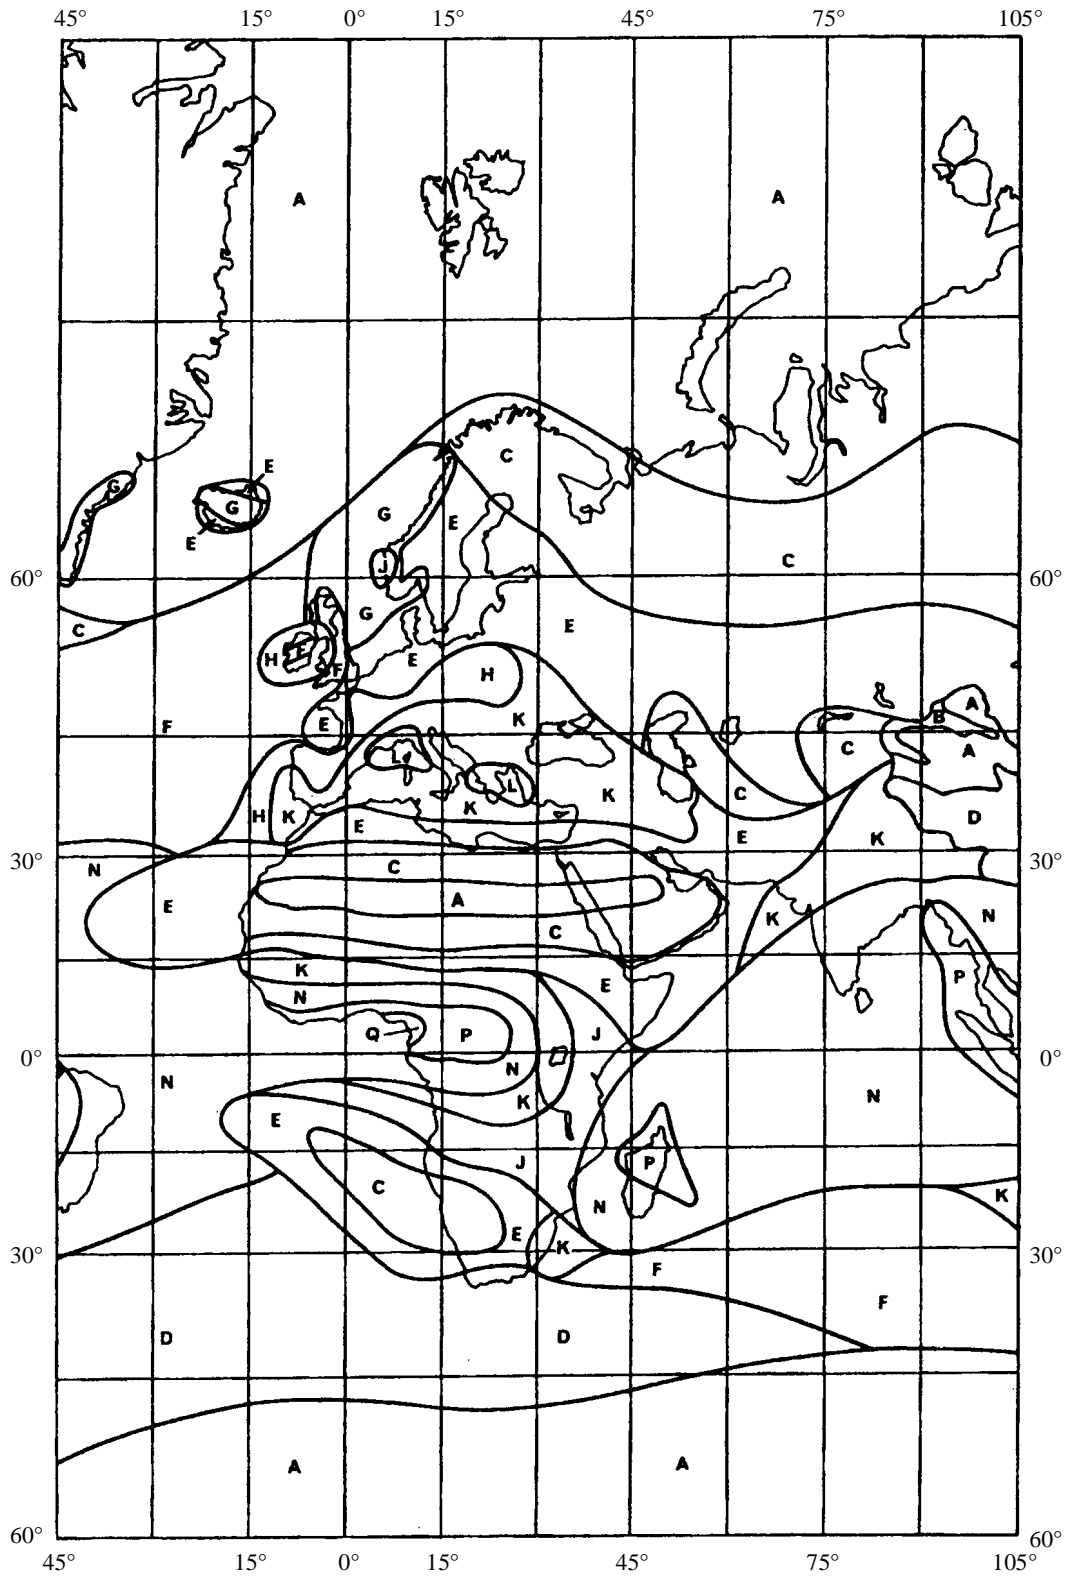 45° 15° 0° 15° 45° 75° 105°
A A
C
E
G G
E
G E
J C
60° 60°
G
C E
H E F E H
A
F E K B
C A
L
L C
K K D
H K E E K
30° 30°
N C
A N
E K
C
K E P
N
Q P J
0° 0°
N N
N K
E
J P
C K
N
E K
30° 30°
F
F
D D
A A
60° 60°
45° 15° 0° 15° 45° 75° 105°